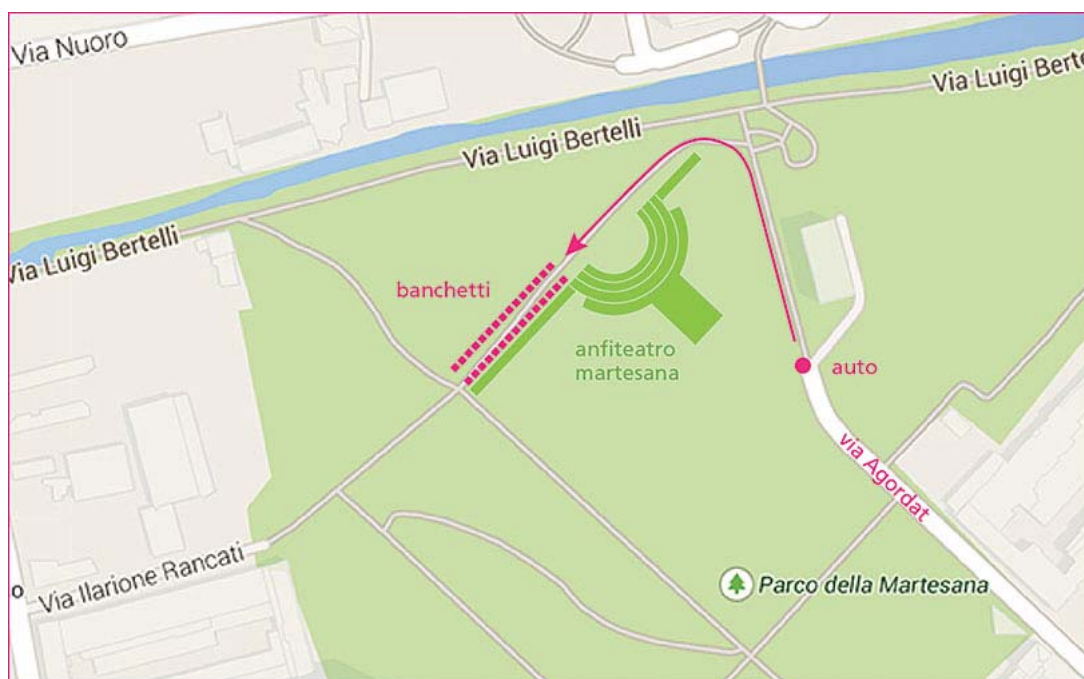 Via Nuoro
Via Luigi Berte
Via Luigi Bertelli
Via Luigi Bertelli
banchetti
anfiteatro
martesana
auto
via Agordat
Via Ilarione Rancati
Parco della Martesana
o